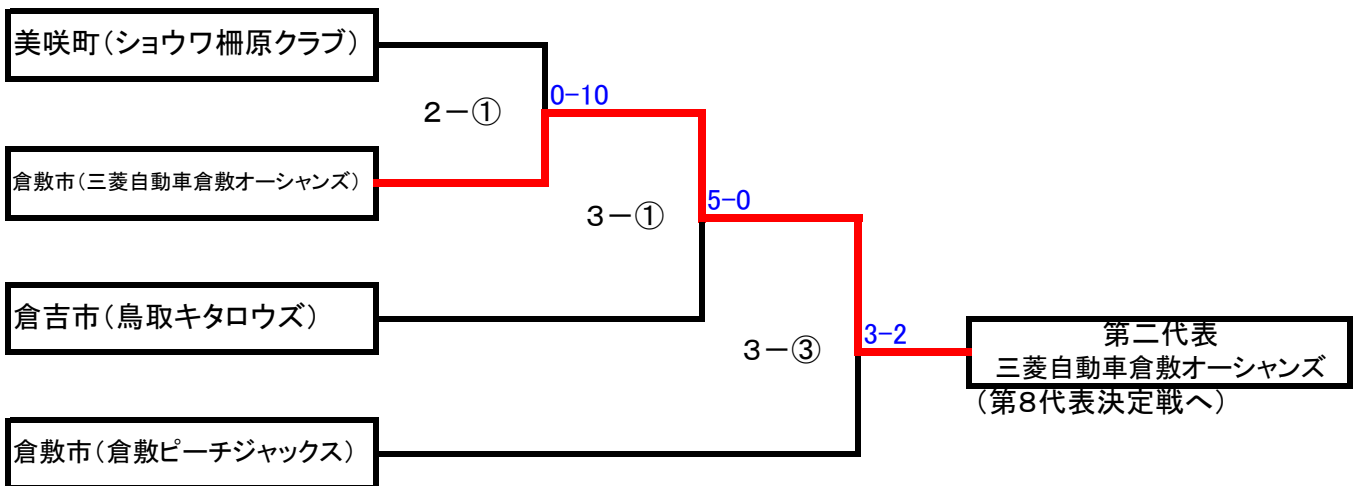 美咲町(ショウワ柵原クラブ)
0-10
2-①
倉敷市(三菱自動車倉敷オーシャンズ)
5-0
3-①
倉吉市(鳥取キタロウズ)
3-2
3-③
第二代表
三菱自動車倉敷オーシャンズ
(第8代表決定戦へ)
倉敷市(倉敷ピーチジャックス)